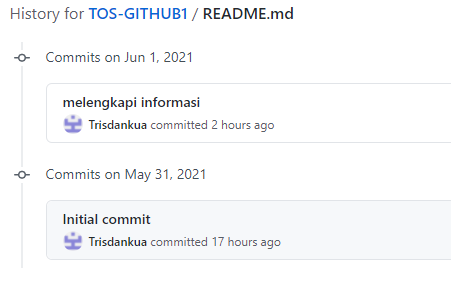 History for TOS-GITHUB1 / README.md
Commits on Jun 1, 2021
melengkapi informasi
Trisdankua committed 2 hours ago
Commits on May 31, 2021
Initial commit
Trisdankua committed 17 hours ago